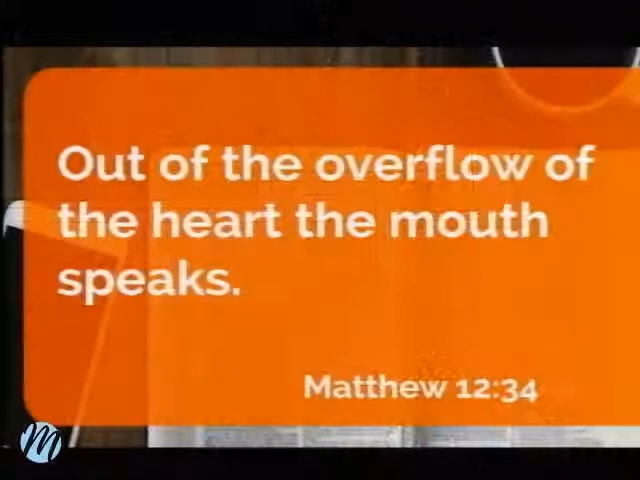 Out of the overflow of
the heart the mouth
speaks.
Matthew 12:34
M